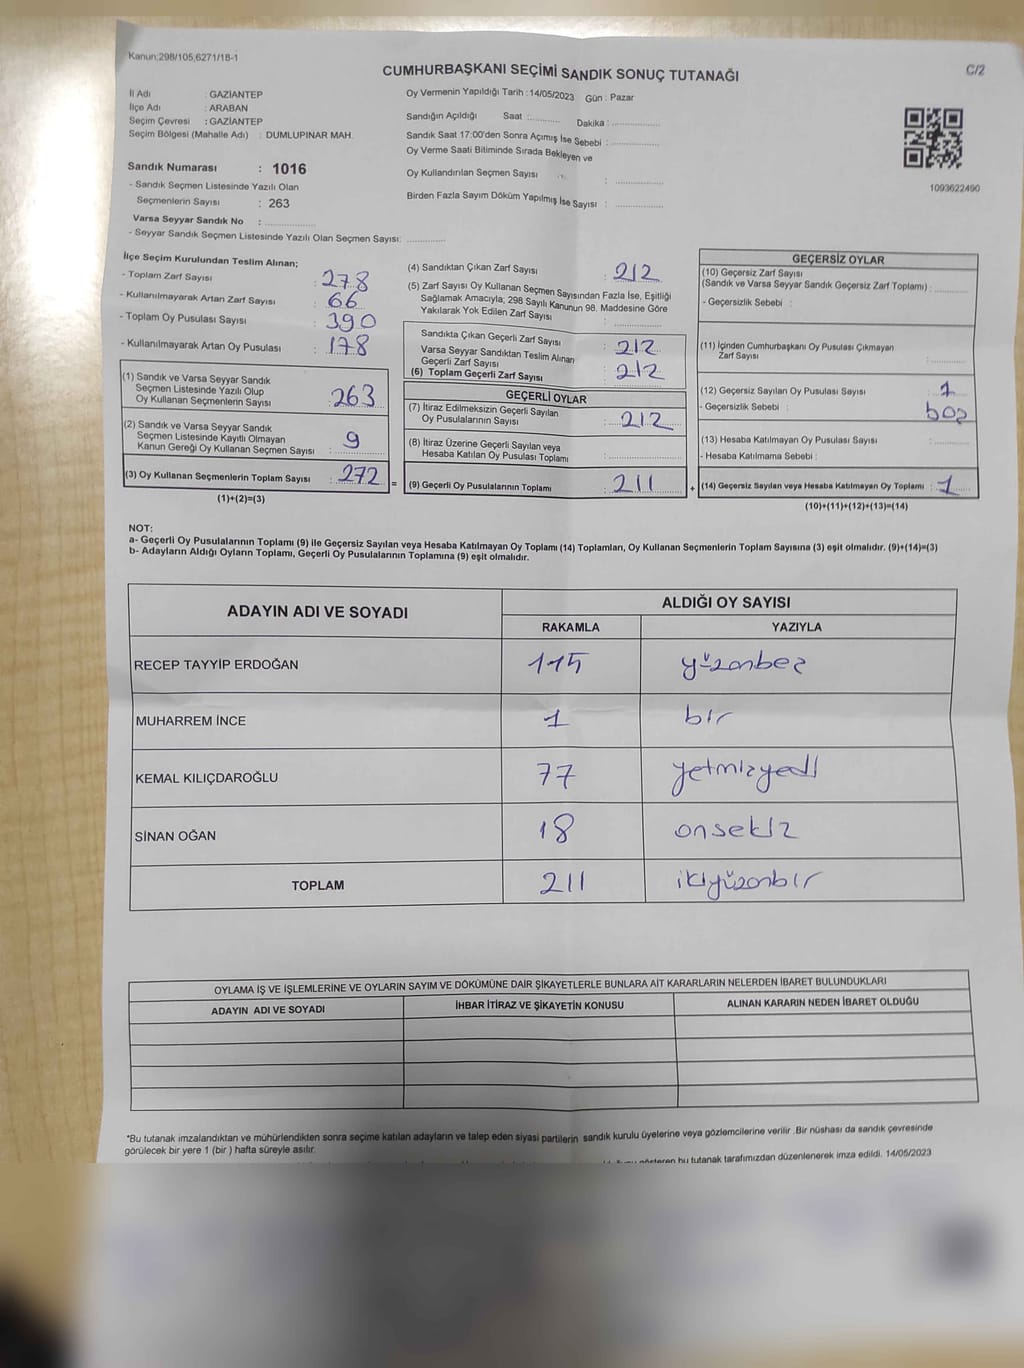 Kanun:298/105,6271/18-1
C/2
CUMHURBAŞKANI SEÇİMİ SANDIK SONUÇ TUTANAĞI
İl Adı : GAZİANTEP
İlçe Adı : ARABAN
Seçim Çevresi : GAZİANTEP
Seçim Bölgesi (Mahalle Adı) : DUMLUPINAR MAH.
Sandık Numarası : 1016
- Sandık Seçmen Listesinde Yazılı Olan
Seçmenlerin Sayısı : 263
Varsa Seyyar Sandık No : ..............
- Seyyar Sandık Seçmen Listesinde Yazılı Olan Seçmen Sayısı: ............
Oy Vermenin Yapıldığı Tarih : 14/05/2023 Gün : Pazar
Sandığın Açıldığı Saat :.......... Dakika : ..............
Sandık Saat 17:00'den Sonra Açımış İse Sebebi : ..............
Oy Verme Saati Bitiminde Sırada Bekleyen ve
Oy Kullandırılan Seçmen Sayısı : ..............
Birden Fazla Sayım Döküm Yapılmış İse Sayısı : ..............
1093622490
İlçe Seçim Kurulundan Teslim Alınan;
- Toplam Zarf Sayısı : 278
- Kullanılmayarak Artan Zarf Sayısı : 66
- Toplam Oy Pusulası Sayısı : 390
- Kullanılmayarak Artan Oy Pusulası : 178
(1) Sandık ve Varsa Seyyar Sandık
Seçmen Listesinde Yazılı Olup
Oy Kullanan Seçmenlerin Sayısı : 263
(2) Sandık ve Varsa Seyyar Sandık
Seçmen Listesinde Kayıtlı Olmayan
Kanun Gereği Oy Kullanan Seçmen Sayısı : 9
(3) Oy Kullanan Seçmenlerin Toplam Sayısı : 272 =
(1)+(2)=(3)
(4) Sandıktan Çıkan Zarf Sayısı : 212
(5) Zarf Sayısı Oy Kullanan Seçmen Sayısından Fazla İse, Eşitliği
Sağlamak Amacıyla, 298 Sayılı Kanunun 98. Maddesine Göre
Yakılarak Yok Edilen Zarf Sayısı : ..............
Sandıkta Çıkan Geçerli Zarf Sayısı : 212
Varsa Seyyar Sandıktan Teslim Alınan
Geçerli Zarf Sayısı
(6) Toplam Geçerli Zarf Sayısı : 212
GEÇERLİ OYLAR
(7) İtiraz Edilmeksizin Geçerli Sayılan
Oy Pusulalarının Sayısı : 212
(8) İtiraz Üzerine Geçerli Sayılan veya
Hesaba Katılan Oy Pusulası Toplamı : ..............
(9) Geçerli Oy Pusulalarının Toplamı : 211 +
GEÇERSİZ OYLAR
(10) Geçersiz Zarf Sayısı
(Sandık ve Varsa Seyyar Sandık Geçersiz Zarf Toplamı) : ..........
- Geçersizlik Sebebi :
(11) İçinden Cumhurbaşkanı Oy Pusulası Çıkmayan
Zarf Sayısı : ..........
(12) Geçersiz Sayılan Oy Pusulası Sayısı : 1
- Geçersizlik Sebebi : boş
(13) Hesaba Katılmayan Oy Pusulası Sayısı : ..........
- Hesaba Katılmama Sebebi :
(14) Geçersiz Sayılan veya Hesaba Katılmayan Oy Toplamı : 1
(10)+(11)+(12)+(13)=(14)
NOT:
a- Geçerli Oy Pusulalarının Toplamı (9) ile Geçersiz Sayılan veya Hesaba Katılmayan Oy Toplamı (14) Toplamları, Oy Kullanan Seçmenlerin Toplam Sayısına (3) eşit olmalıdır. (9)+(14)=(3)
b- Adayların Aldığı Oyların Toplamı, Geçerli Oy Pusulalarının Toplamına (9) eşit olmalıdır.
ADAYIN ADI VE SOYADI ALDIĞI OY SAYISI
RAKAMLA YAZIYLA
RECEP TAYYİP ERDOĞAN 115 yüzonbeş
MUHARREM İNCE 1 bir
KEMAL KILIÇDAROĞLU 77 yetmişyedi
SİNAN OĞAN 18 onsekiz
TOPLAM 211 ikiyüzonbir
OYLAMA İŞ VE İŞLEMLERİNE VE OYLARIN SAYIM VE DÖKÜMÜNE DAİR ŞİKAYETLERLE BUNLARA AİT KARARLARIN NELERDEN İBARET BULUNDUKLARI
ADAYIN ADI VE SOYADI İHBAR İTİRAZ VE ŞİKAYETİN KONUSU ALINAN KARARIN NEDEN İBARET OLDUĞU
*Bu tutanak imzalandıktan ve mühürlendikten sonra seçime katılan adayların ve talep eden siyasi partilerin sandık kurulu üyelerine veya gözlemcilerine verilir .Bir nüshası da sandık çevresinde
görülecek bir yere 1 (bir ) hafta süreyle asılır.
gösteren bu tutanak tarafımızdan düzenlenerek imza edildi. 14/05/2023